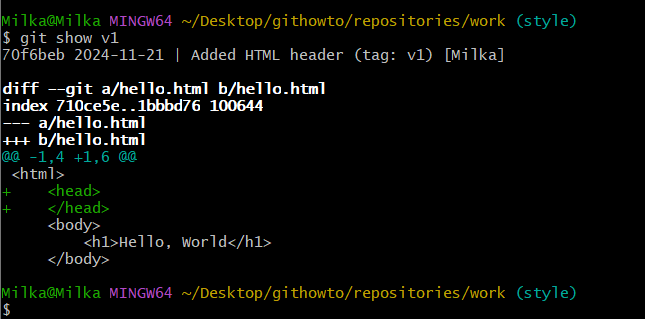 Milka@Milka MINGW64 ~/Desktop/githowto/repositories/work (style)
$ git show v1
70f6beb 2024-11-21 | Added HTML header (tag: v1) [Milka]

diff --git a/hello.html b/hello.html
index 710ce5e..1bbbd76 100644
--- a/hello.html
+++ b/hello.html
@@ -1,4 +1,6 @@
 <html>
+    <head>
+    </head>
     <body>
         <h1>Hello, World</h1>
     </body>

Milka@Milka MINGW64 ~/Desktop/githowto/repositories/work (style)
$